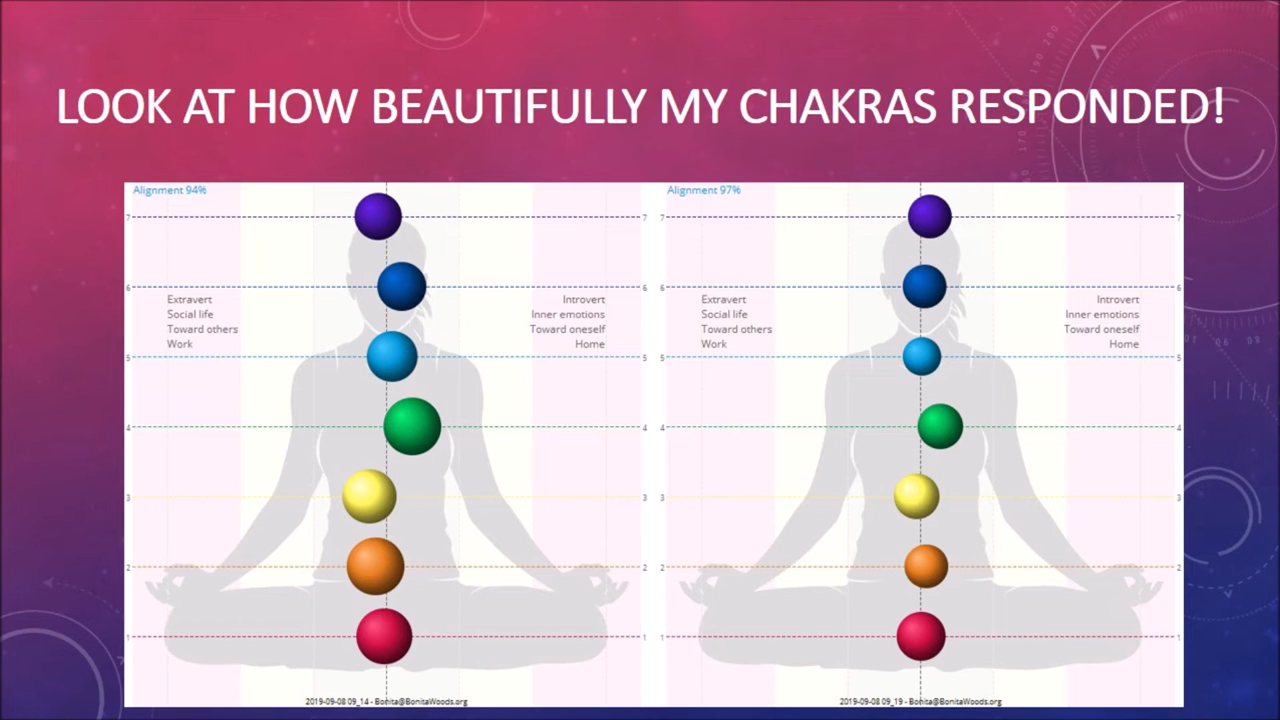 LOOK AT HOW BEAUTIFULLY MY CHAKRAS RESPONDED!
Alignment 94%
7 7
6 6
Extravert Introvert
Social life Inner emotions
Toward others Toward oneself
Work Home
5 5
4 4
3 3
2 2
1 1
2019-09-08 09_14 - Bonita@BonitaWoods.org
Alignment 97%
7 7
6 6
Extravert Introvert
Social life Inner emotions
Toward others Toward oneself
Work Home
5 5
4 4
3 3
2 2
1 1
2019-09-08 09_19 - Bonita@BonitaWoods.org